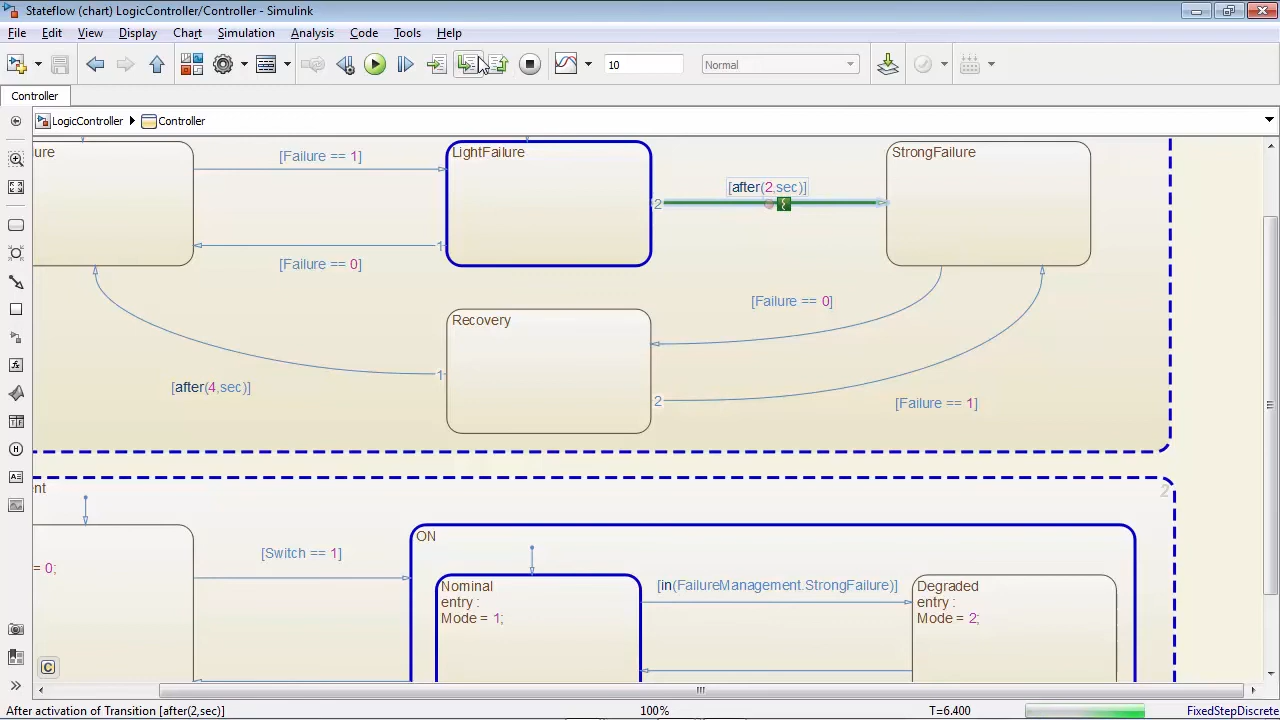 Stateflow (chart) LogicController/Controller - Simulink
File Edit View Display Chart Simulation Analysis Code Tools Help
10
Normal
Controller
LogicController Controller
ure
[Failure == 1]
LightFailure
[after(2,sec)]
StrongFailure
2
1
[Failure == 0]
[Failure == 0]
Recovery
1
[after(4,sec)]
2
[Failure == 1]
ent
2
= 0;
[Switch == 1]
ON
Nominal
entry :
Mode = 1;
[in(FailureManagement.StrongFailure)]
Degraded
entry :
Mode = 2;
C
After activation of Transition [after(2,sec)]
100%
T=6.400
FixedStepDiscrete